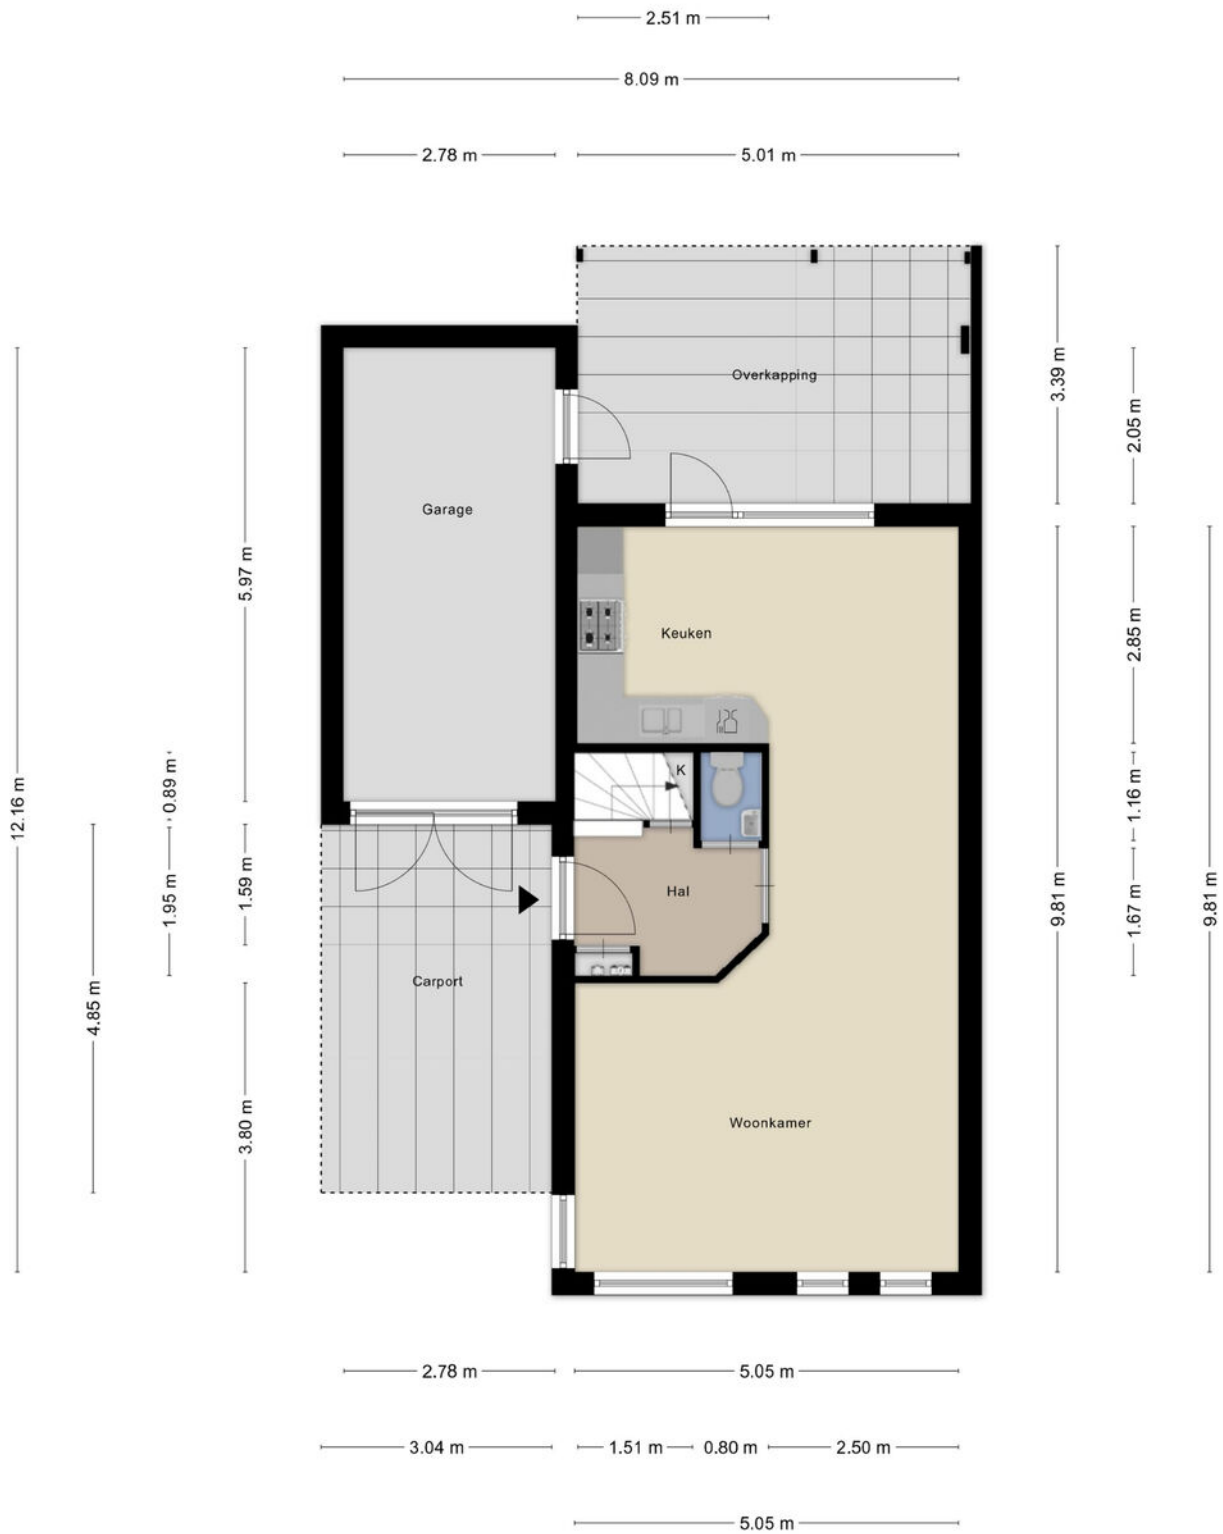 2.51 m
8.09 m
2.78 m
5.01 m
Overkapping
3.39 m
2.05 m
Garage
5.97 m
Keuken
2.85 m
12.16 m
0.89 m
K
1.16 m
1.95 m
1.59 m
Hal
1.67 m
9.81 m
9.81 m
Carport
4.85 m
3.80 m
Woonkamer
2.78 m
5.05 m
3.04 m
1.51 m
0.80 m
2.50 m
5.05 m